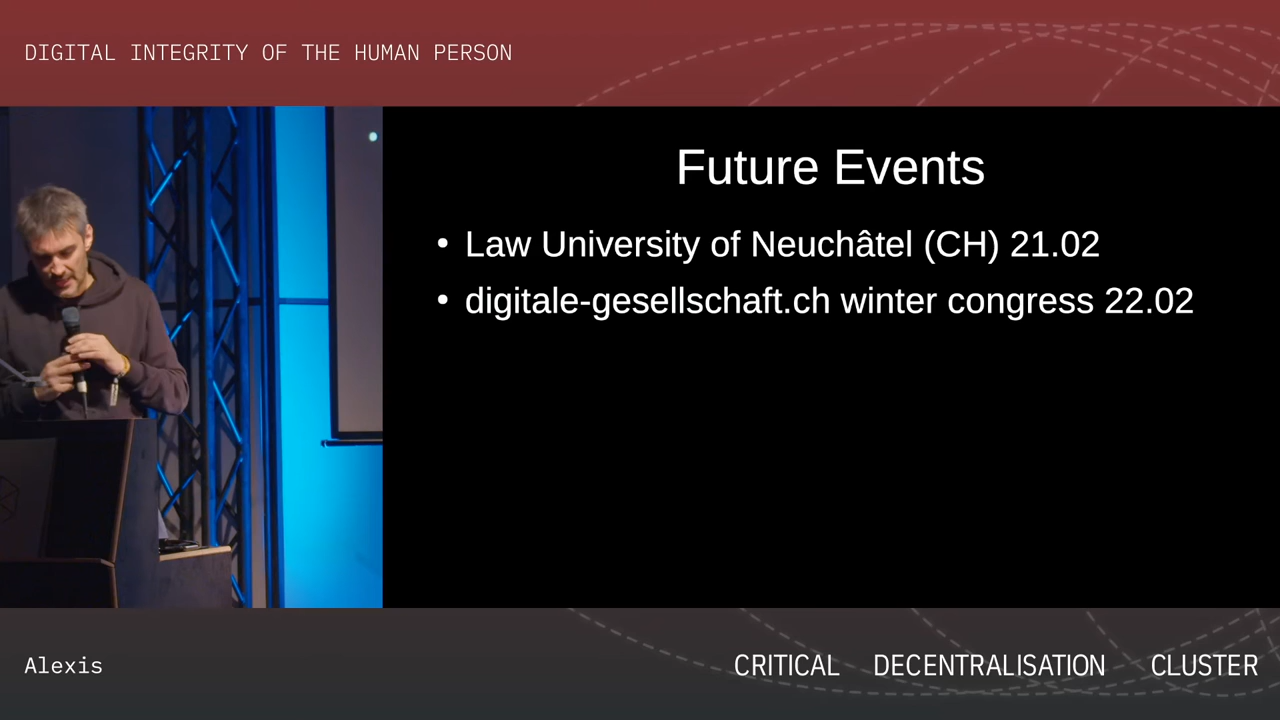 DIGITAL INTEGRITY OF THE HUMAN PERSON
Future Events
• Law University of Neuchâtel (CH) 21.02
• digitale-gesellschaft.ch winter congress 22.02
Alexis
CRITICAL DECENTRALISATION CLUSTER